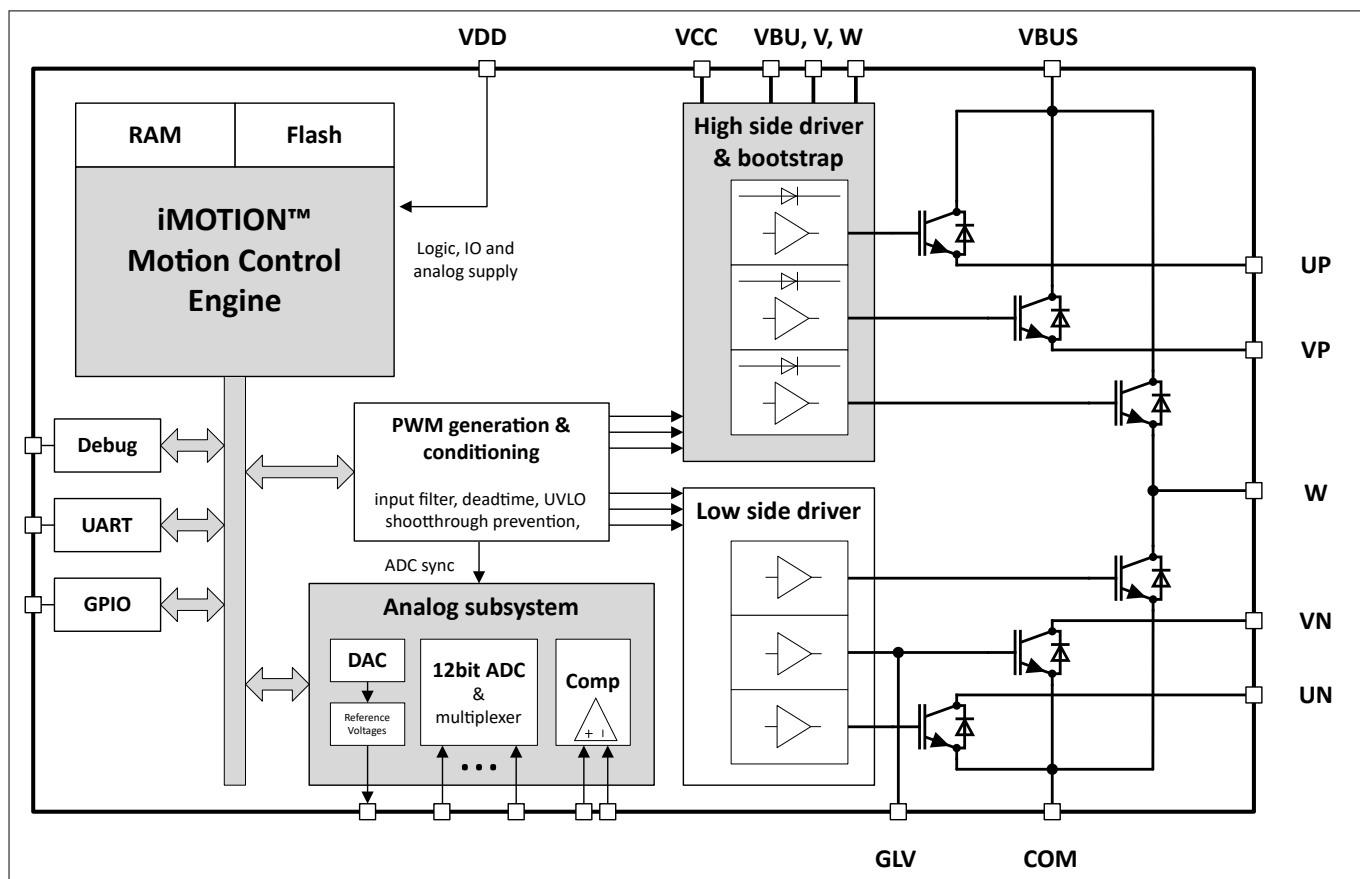 VDD
VCC
VBU, V, W
VBUS
RAM
Flash
iMOTION™
Motion Control
Engine
Logic, IO and
analog supply
High side driver
& bootstrap
UP
VP
W
VN
UN
Debug
UART
GPIO
PWM generation &
conditioning
input filter, deadtime, UVLO
shootthrough prevention,
ADC sync
Low side driver
Analog subsystem
DAC
Reference
Voltages
12bit ADC
&
multiplexer
Comp
+ –
GLV
COM